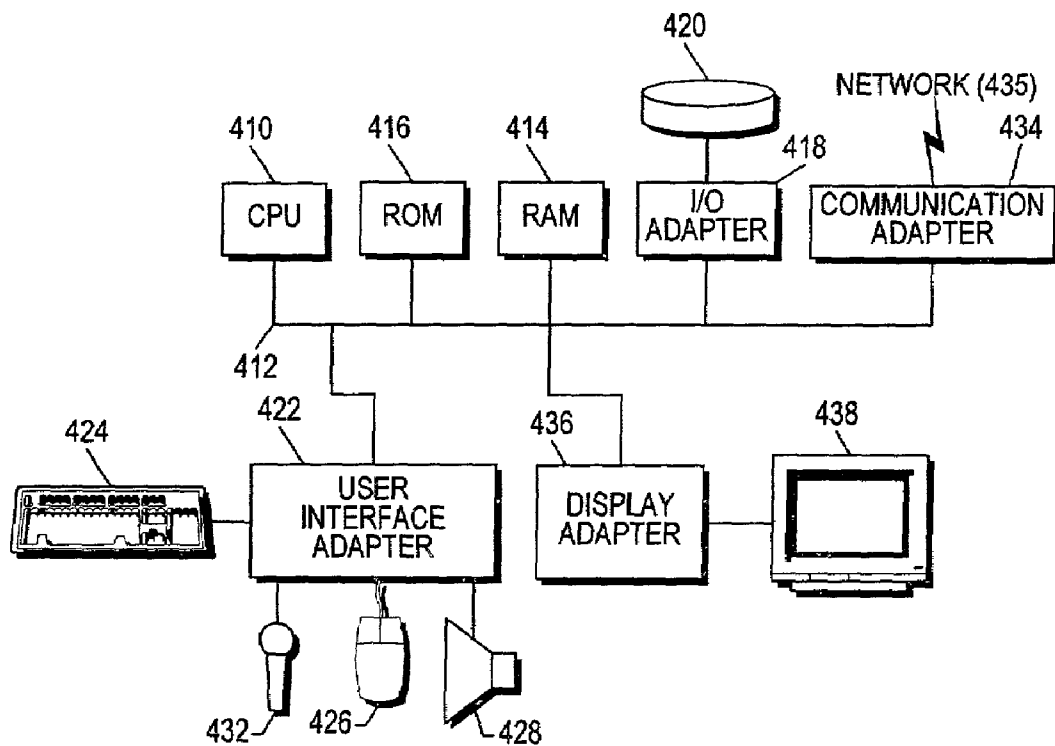 420
NETWORK (435)
410
416
414
418
434
CPU
ROM
RAM
I/O
ADAPTER
COMMUNICATION
ADAPTER
412
422
424
436
438
USER
INTERFACE
ADAPTER
DISPLAY
ADAPTER
432
426
428